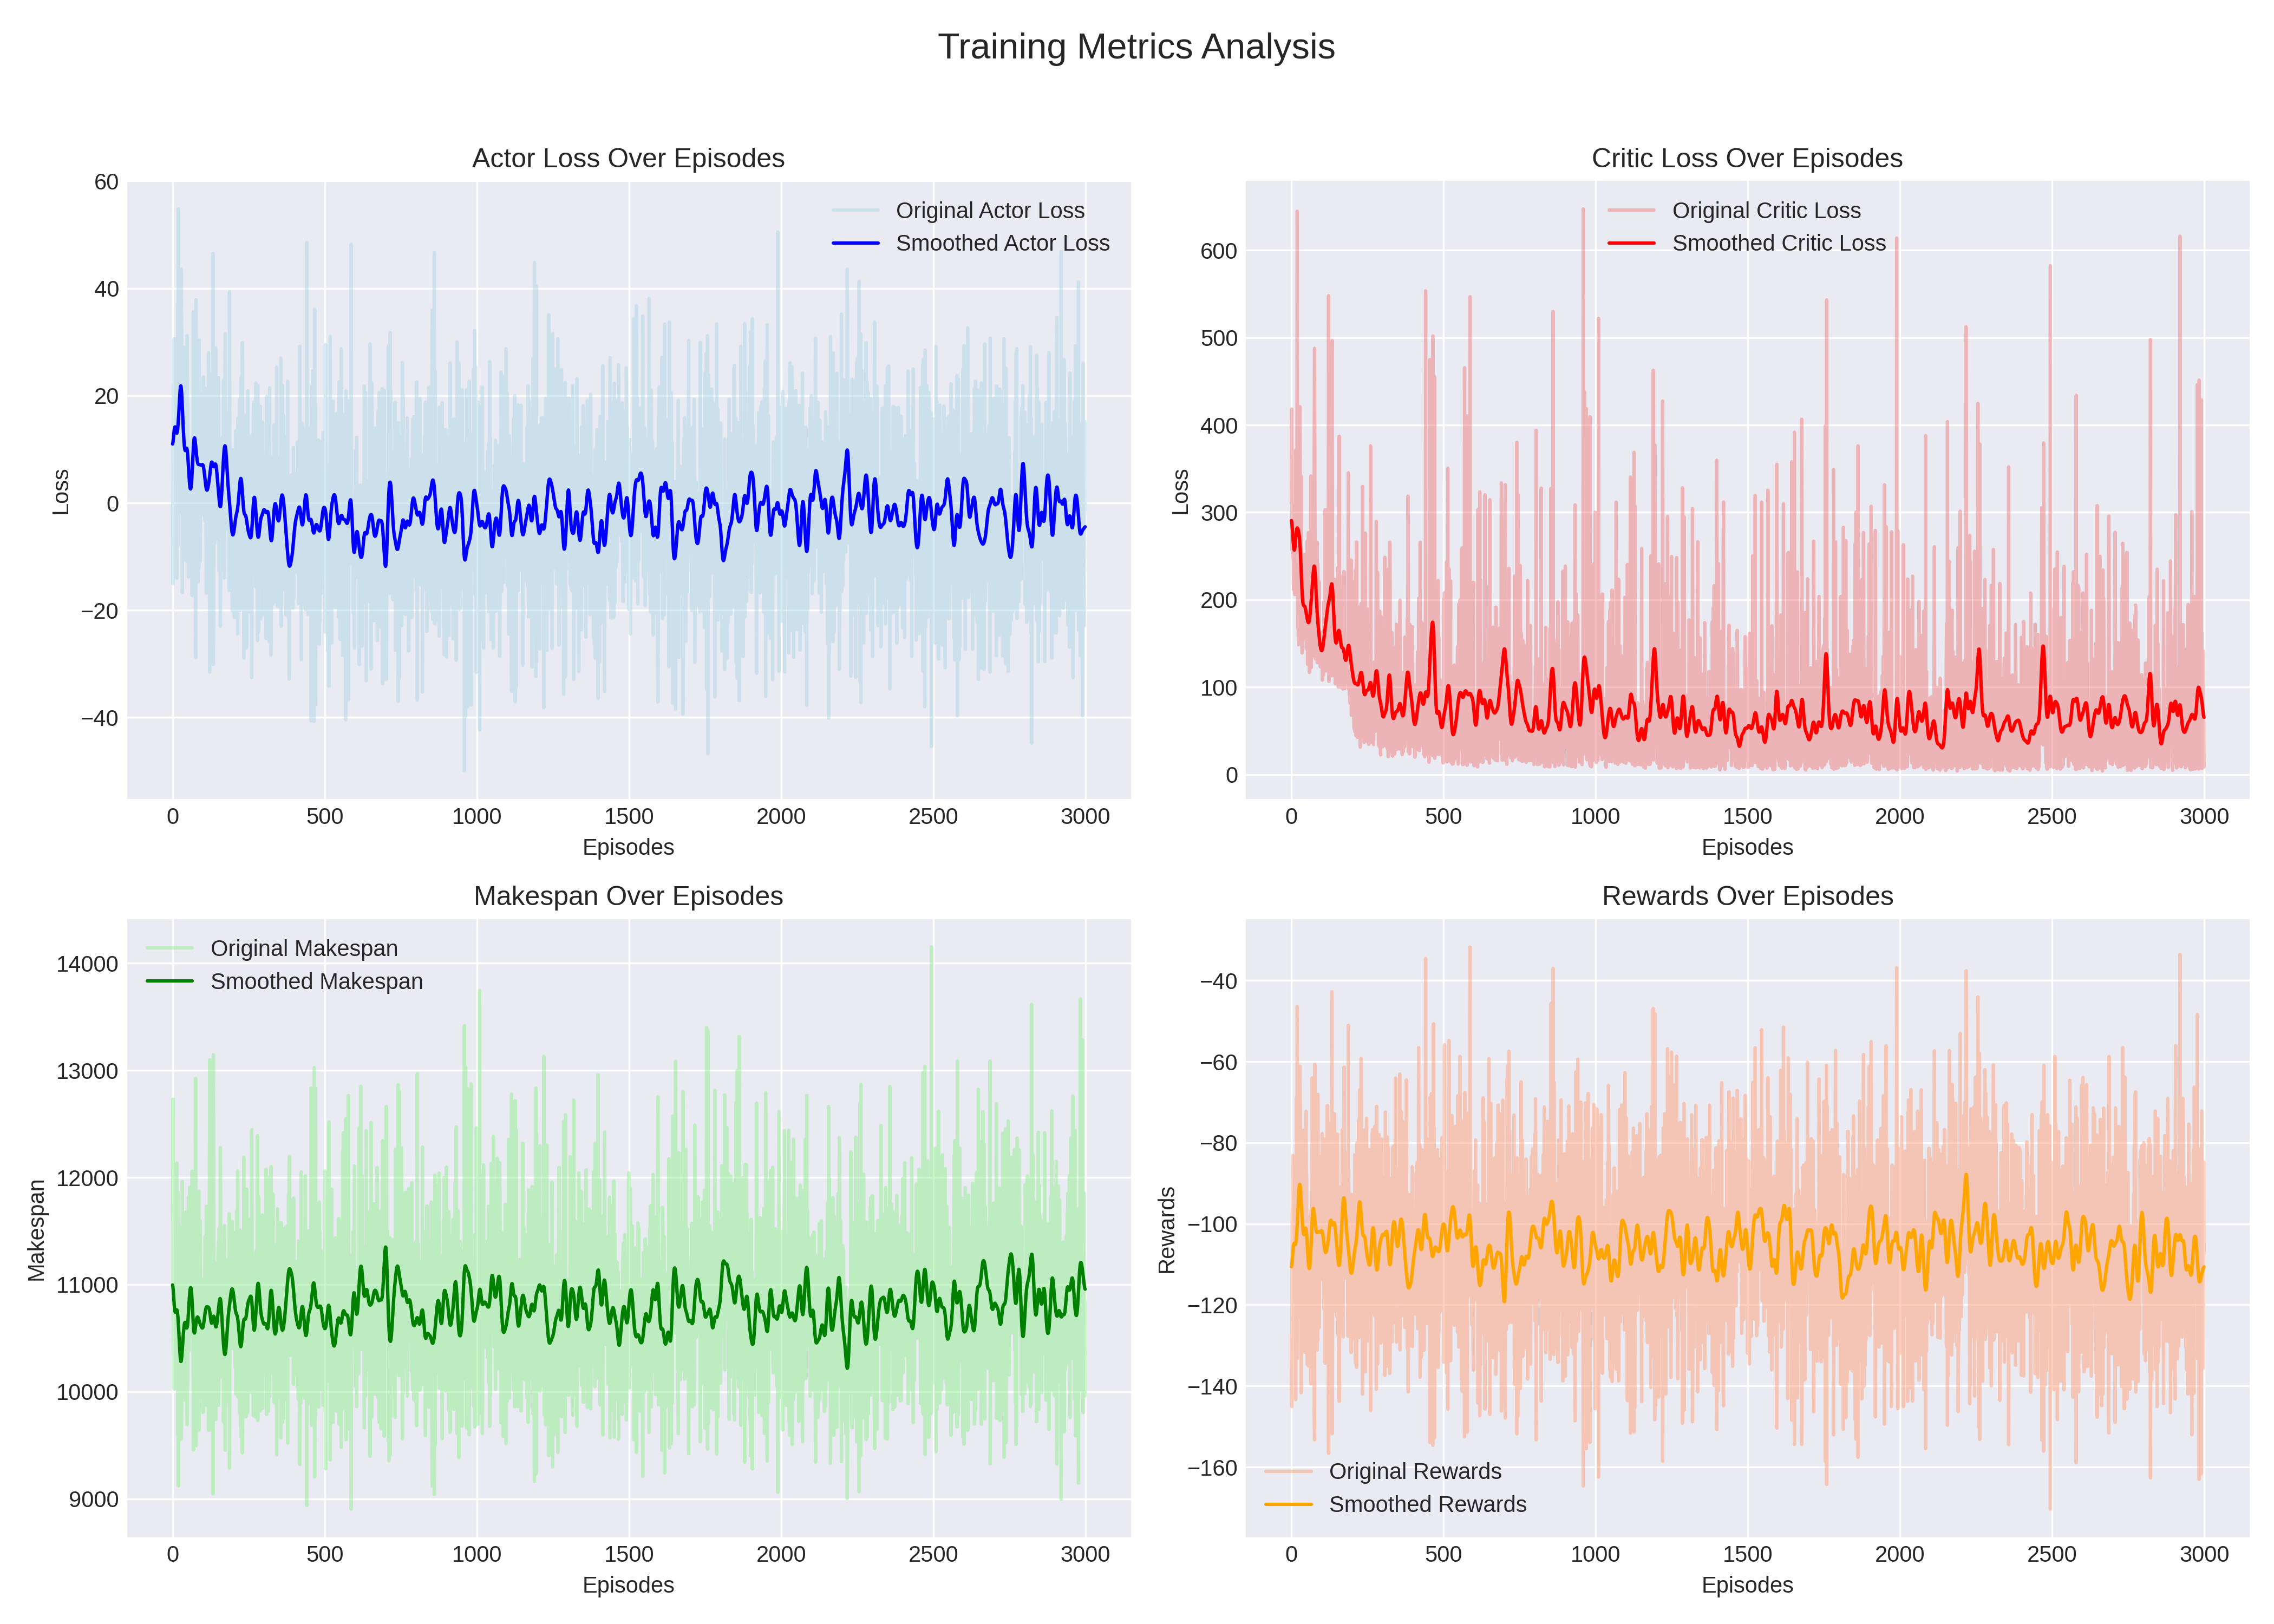 Training Metrics Analysis
Actor Loss Over Episodes
60
40
20
0
−20
−40
Loss
Original Actor Loss
Smoothed Actor Loss
0 500 1000 1500 2000 2500 3000
Episodes
Critic Loss Over Episodes
600
500
400
300
200
100
0
Loss
Original Critic Loss
Smoothed Critic Loss
0 500 1000 1500 2000 2500 3000
Episodes
Makespan Over Episodes
14000
13000
12000
11000
10000
9000
Makespan
Original Makespan
Smoothed Makespan
0 500 1000 1500 2000 2500 3000
Episodes
Rewards Over Episodes
−40
−60
−80
−100
−120
−140
−160
Rewards
Original Rewards
Smoothed Rewards
0 500 1000 1500 2000 2500 3000
Episodes